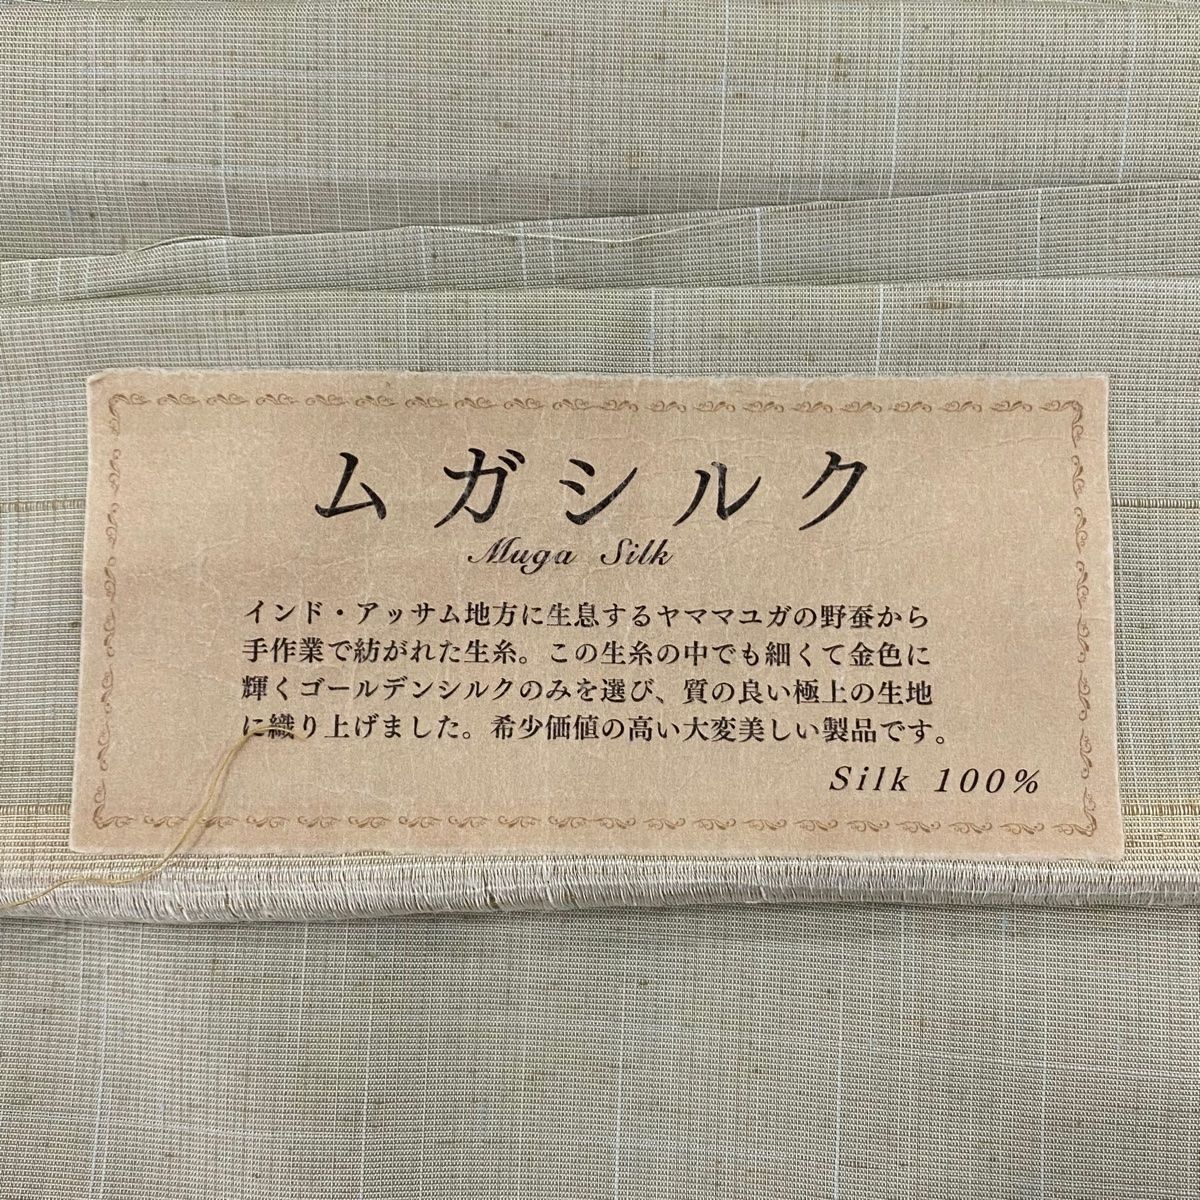 ムガシルク
Muga Silk
インド・アッサム地方に生息するヤママユガの野蚕から
手作業で紡がれた生糸。この生糸の中でも細くて金色に
輝くゴールデンシルクのみを選び、質の良い極上の生地
に織り上げました。希少価値の高い大変美しい製品です。
Silk 100%